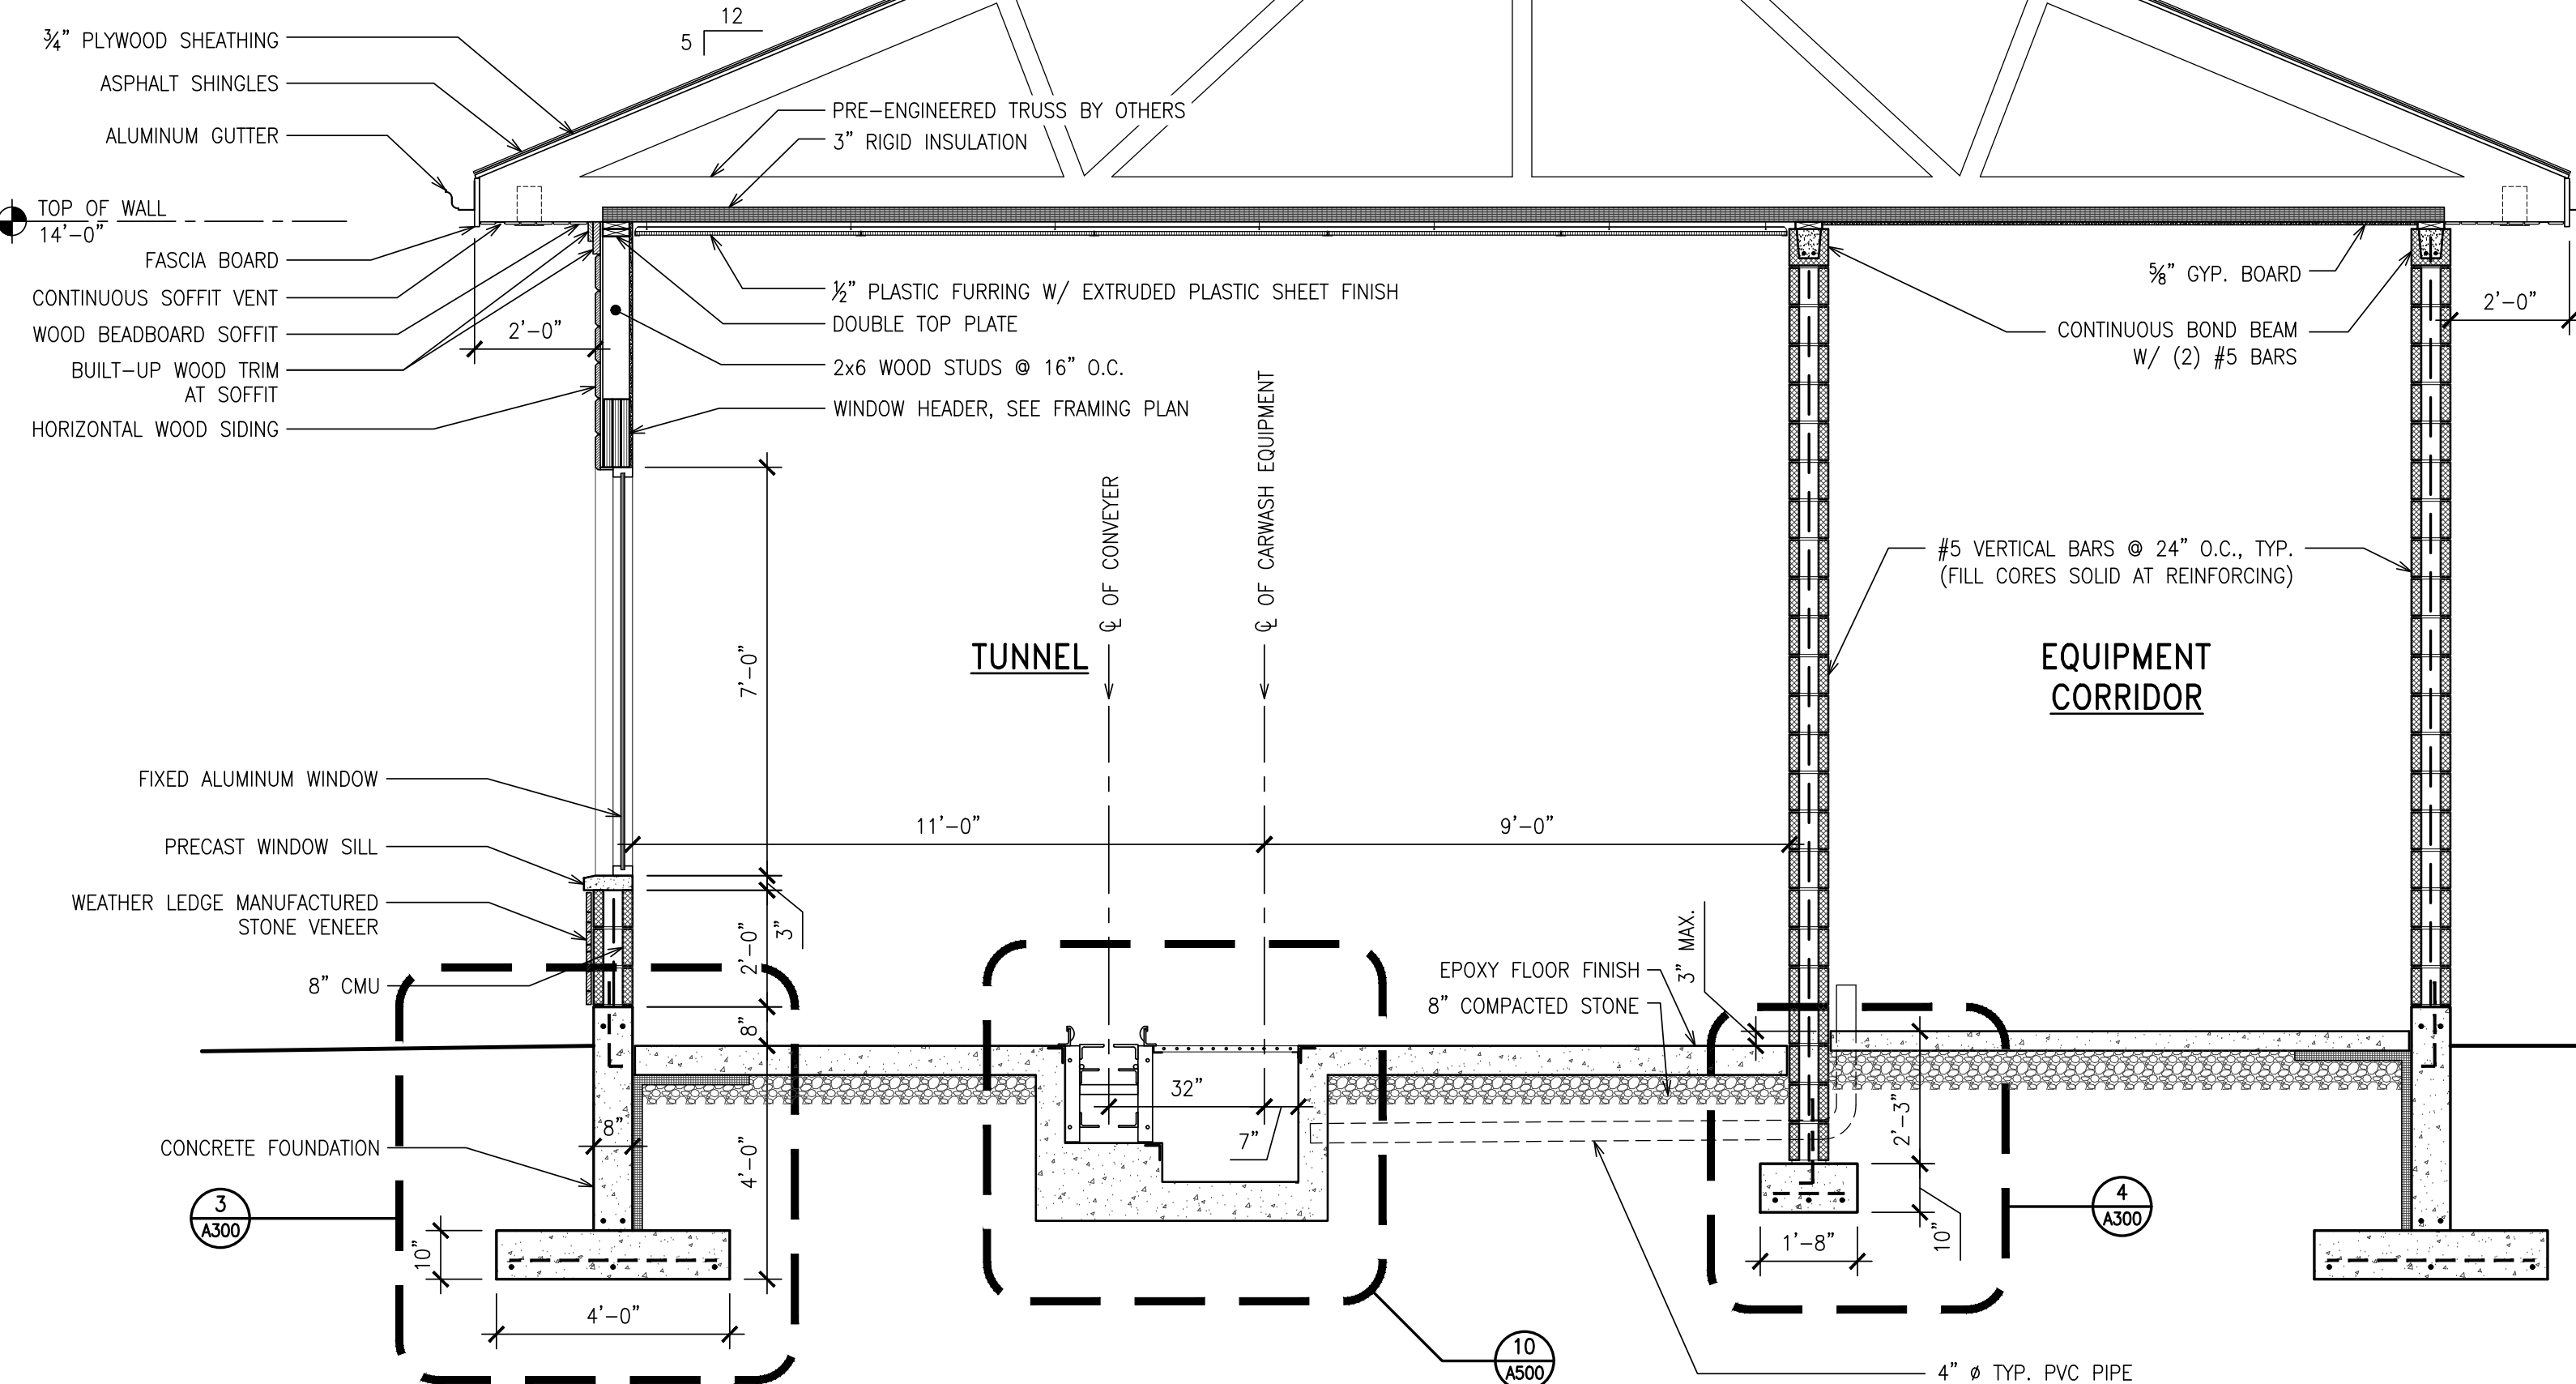 12
5
¾” PLYWOOD SHEATHING
ASPHALT SHINGLES
ALUMINUM GUTTER
TOP OF WALL
14’-0”
FASCIA BOARD
CONTINUOUS SOFFIT VENT
WOOD BEADBOARD SOFFIT
BUILT-UP WOOD TRIM
AT SOFFIT
HORIZONTAL WOOD SIDING
2’-0”
PRE-ENGINEERED TRUSS BY OTHERS
3” RIGID INSULATION
½” PLASTIC FURRING W/ EXTRUDED PLASTIC SHEET FINISH
DOUBLE TOP PLATE
2x6 WOOD STUDS @ 16” O.C.
WINDOW HEADER, SEE FRAMING PLAN
⅝” GYP. BOARD
2’-0”
CONTINUOUS BOND BEAM
W/ (2) #5 BARS
℄ OF CONVEYER
℄ OF CARWASH EQUIPMENT
#5 VERTICAL BARS @ 24” O.C., TYP.
(FILL CORES SOLID AT REINFORCING)
TUNNEL
EQUIPMENT
CORRIDOR
7’-0”
FIXED ALUMINUM WINDOW
PRECAST WINDOW SILL
WEATHER LEDGE MANUFACTURED
STONE VENEER
8” CMU
11’-0”
9’-0”
3”
2’-0”
8”
4’-0”
EPOXY FLOOR FINISH
8” COMPACTED STONE
3” MAX.
32”
7”
8”
CONCRETE FOUNDATION
3
A300
10”
4’-0”
2’-3”
10”
1’-8”
4
A300
10
A500
4” ø TYP. PVC PIPE